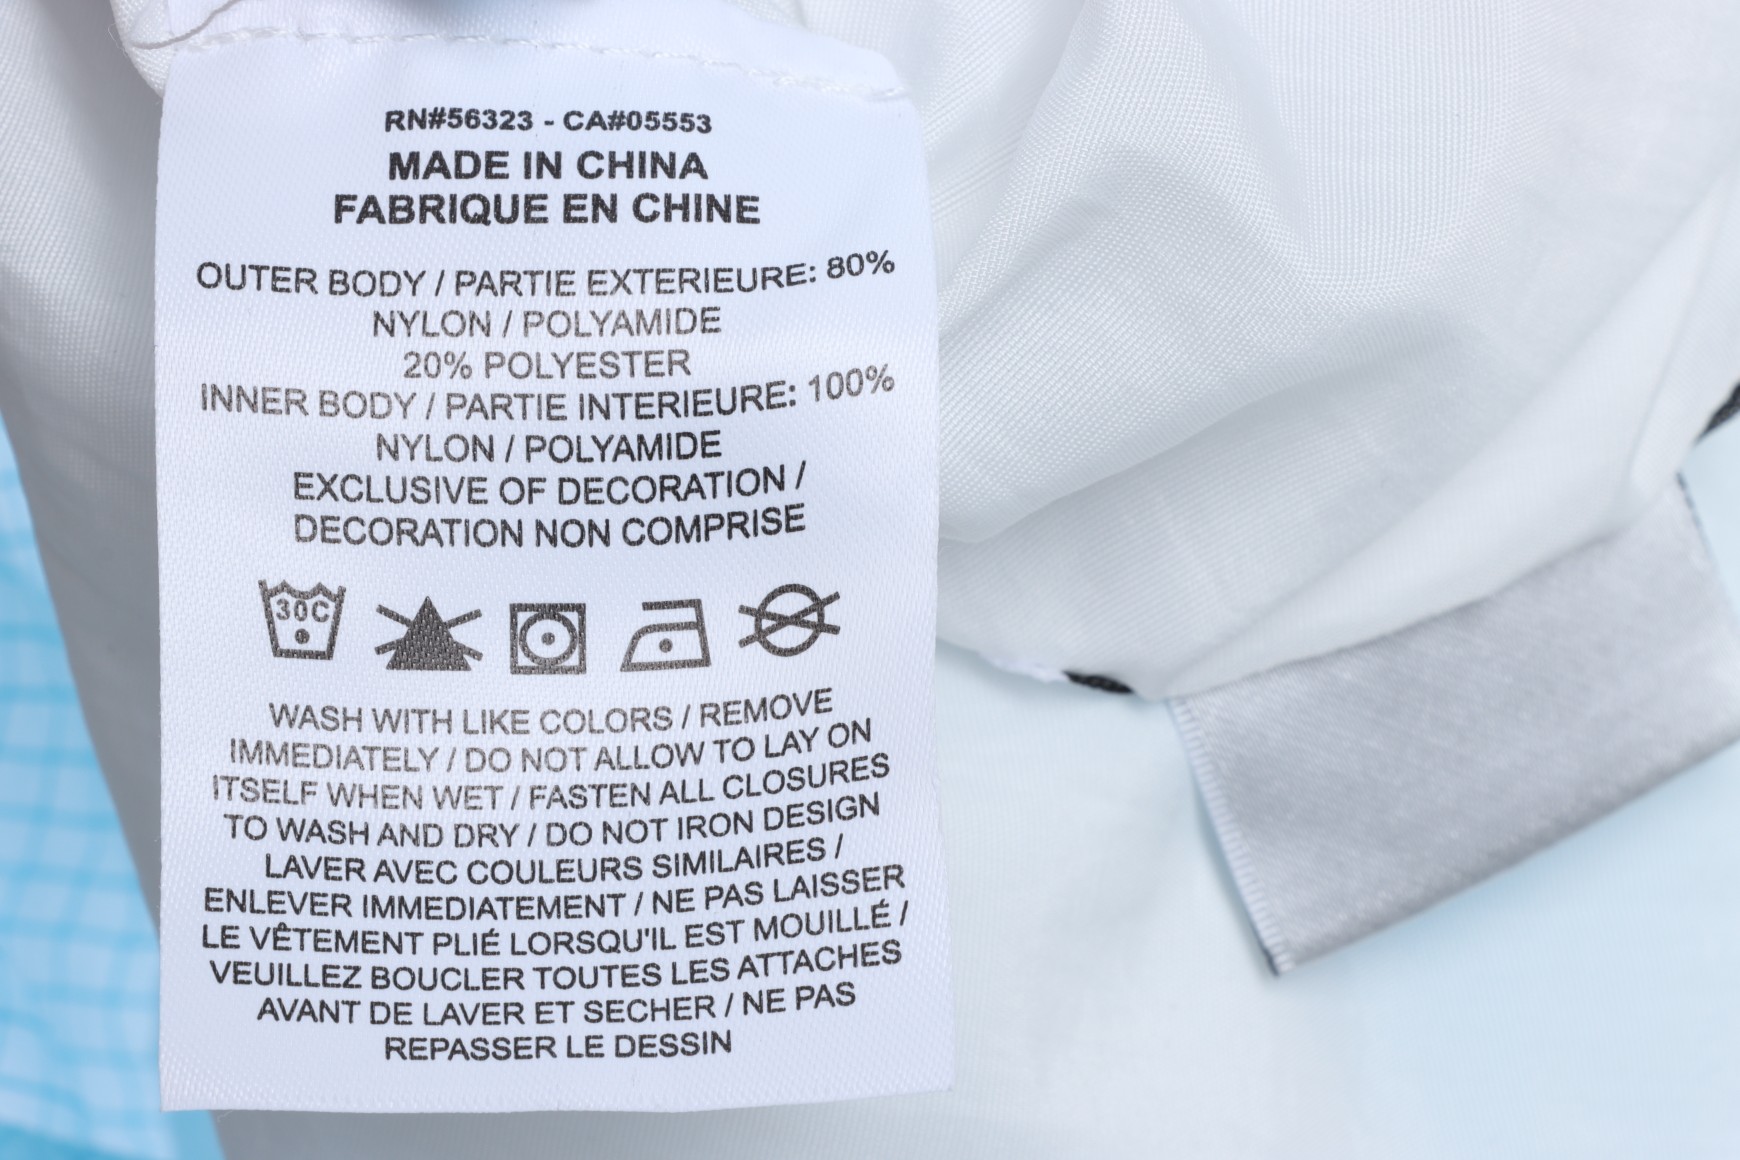 RN#56323 - CA#05553
MADE IN CHINA
FABRIQUE EN CHINE
OUTER BODY / PARTIE EXTERIEURE: 80%
NYLON / POLYAMIDE
20% POLYESTER
INNER BODY / PARTIE INTERIEURE: 100%
NYLON / POLYAMIDE
EXCLUSIVE OF DECORATION /
DECORATION NON COMPRISE
30C
WASH WITH LIKE COLORS / REMOVE
IMMEDIATELY / DO NOT ALLOW TO LAY ON
ITSELF WHEN WET / FASTEN ALL CLOSURES
TO WASH AND DRY / DO NOT IRON DESIGN
LAVER AVEC COULEURS SIMILAIRES /
ENLEVER IMMEDIATEMENT / NE PAS LAISSER
LE VÊTEMENT PLIÉ LORSQU'IL EST MOUILLÉ /
VEUILLEZ BOUCLER TOUTES LES ATTACHES
AVANT DE LAVER ET SECHER / NE PAS
REPASSER LE DESSIN